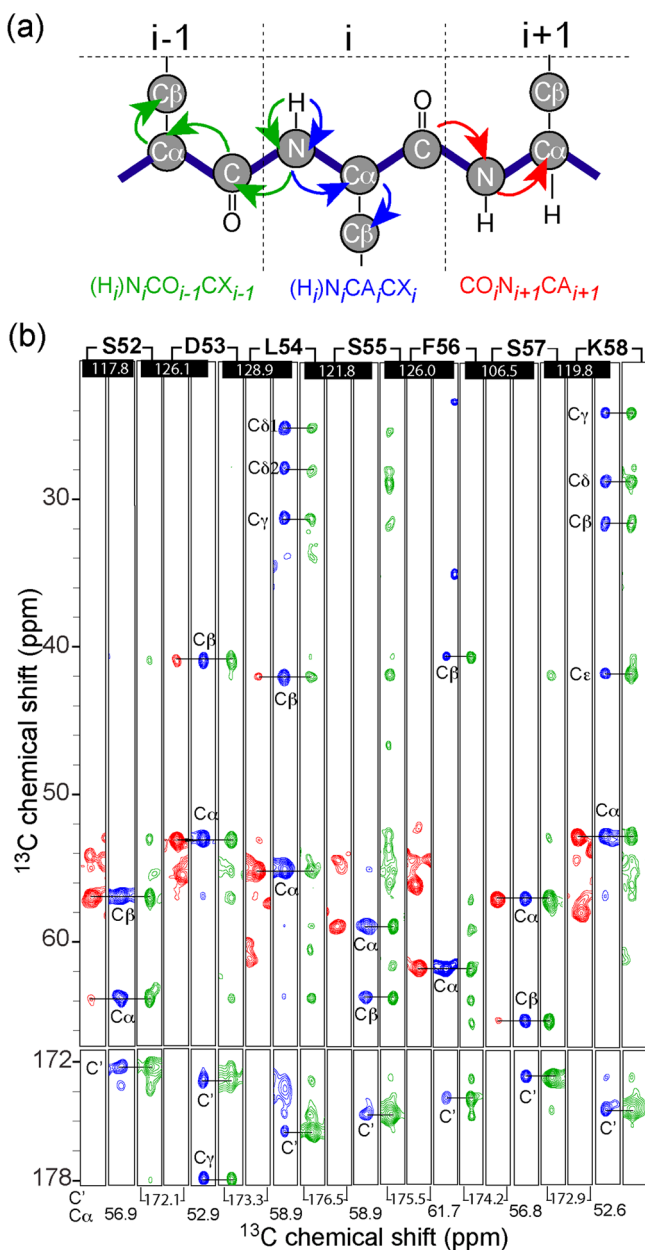 (a)
i-1 i i+1
Cβ H O Cβ
Cα N C Cα
C Cα N
O Cβ H H
(Hᵢ)NᵢCOᵢ₋₁CXᵢ₋₁ (Hᵢ)NᵢCAᵢCXᵢ COᵢNᵢ₊₁CAᵢ₊₁
(b)
S52 D53 L54 S55 F56 S57 K58
117.8 126.1 128.9 121.8 126.0 106.5 119.8
Cδ1 Cγ
Cδ2 Cδ
30
Cγ Cβ
40
Cβ Cβ Cβ Cε
50
Cα Cα
Cβ Cα Cα
60
Cα Cβ Cα Cβ
¹³C chemical shift (ppm)
172
C' C' C' C' C' C' C'
178
Cγ
C' 172.1 173.3 176.5 175.5 174.2 172.9
Cα 56.9 52.9 58.9 58.9 61.7 56.8 52.6
¹³C chemical shift (ppm)